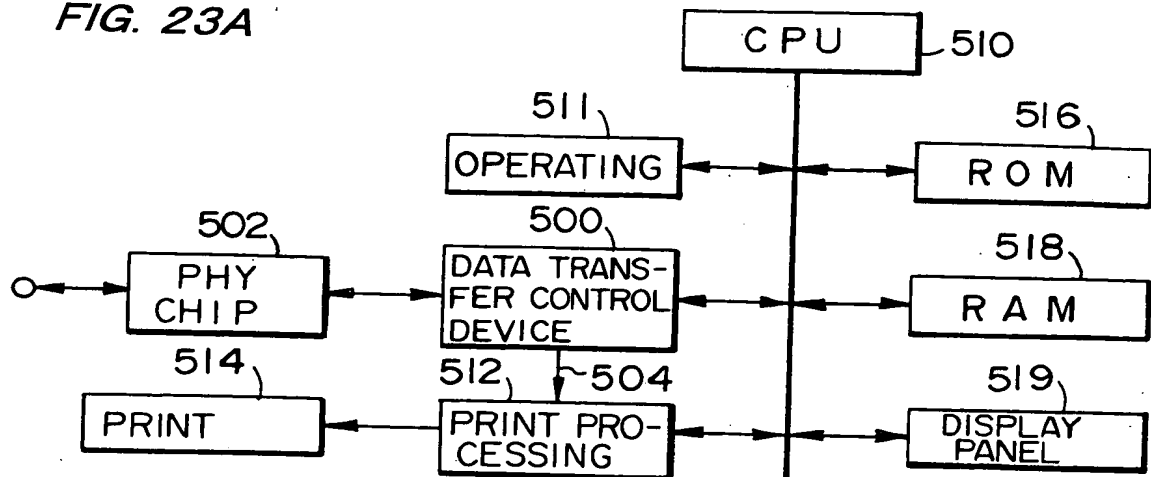 FIG. 23A
CPU
510
511
OPERATING
516
ROM
502
PHY
CHIP
500
DATA TRANS-
FER CONTROL
DEVICE
518
RAM
514
PRINT
512
504
PRINT PRO-
CESSING
519
DISPLAY
PANEL